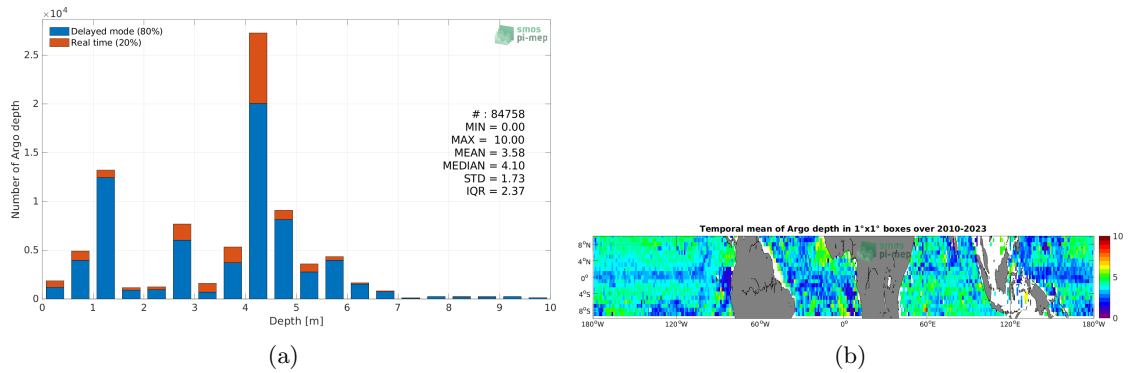 ×10⁴
Delayed mode (80%)
Real time (20%)
smos
pi-mep
# : 84758
MIN = 0.00
MAX = 10.00
MEAN = 3.58
MEDIAN = 4.10
STD = 1.73
IQR = 2.37
Number of Argo depth
2.5
2
1.5
1
0.5
0
0 1 2 3 4 5 6 7 8 9 10
Depth [m]
(a)
Temporal mean of Argo depth in 1°x1° boxes over 2010-2023
smos
pi-mep
8°N
4°N
0°
4°S
8°S
180°W 120°W 60°W 0° 60°E 120°E 180°W
10
8
6
4
2
0
(b)